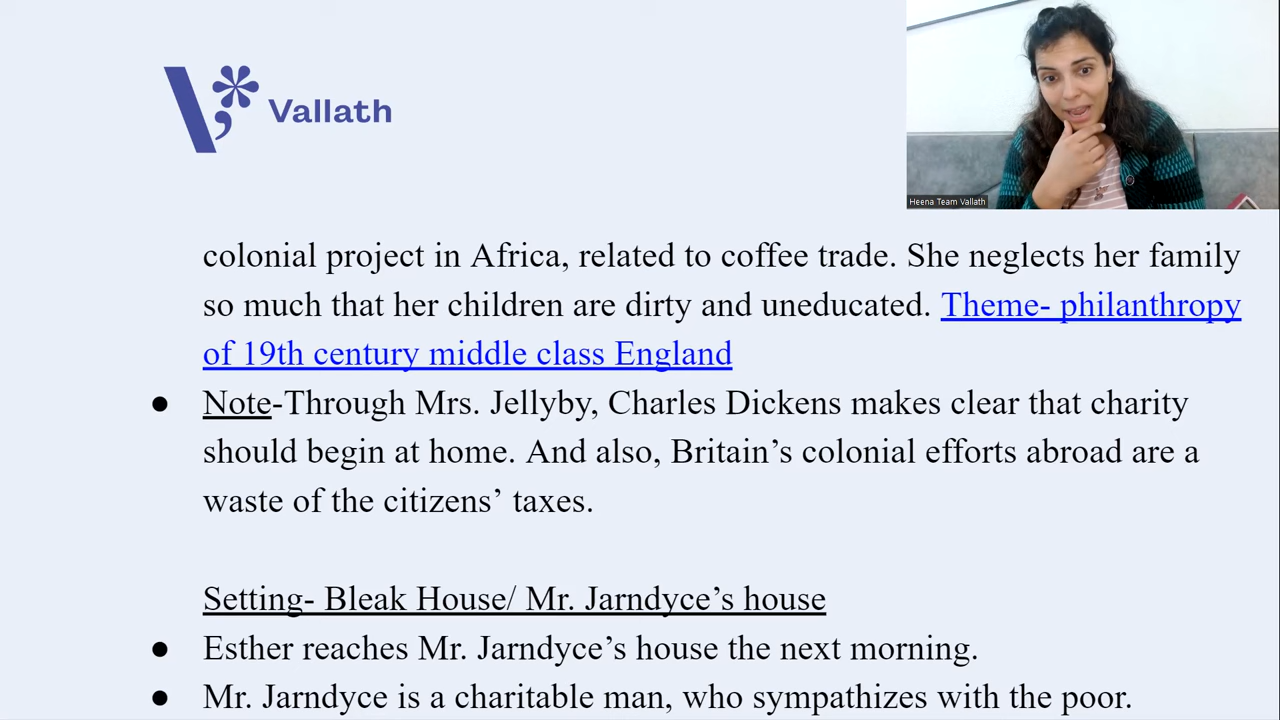 Vallath
Heena Team Vallath
colonial project in Africa, related to coffee trade. She neglects her family
so much that her children are dirty and uneducated. Theme- philanthropy
of 19th century middle class England
● Note-Through Mrs. Jellyby, Charles Dickens makes clear that charity
should begin at home. And also, Britain’s colonial efforts abroad are a
waste of the citizens’ taxes.
Setting- Bleak House/ Mr. Jarndyce’s house
● Esther reaches Mr. Jarndyce’s house the next morning.
● Mr. Jarndyce is a charitable man, who sympathizes with the poor.